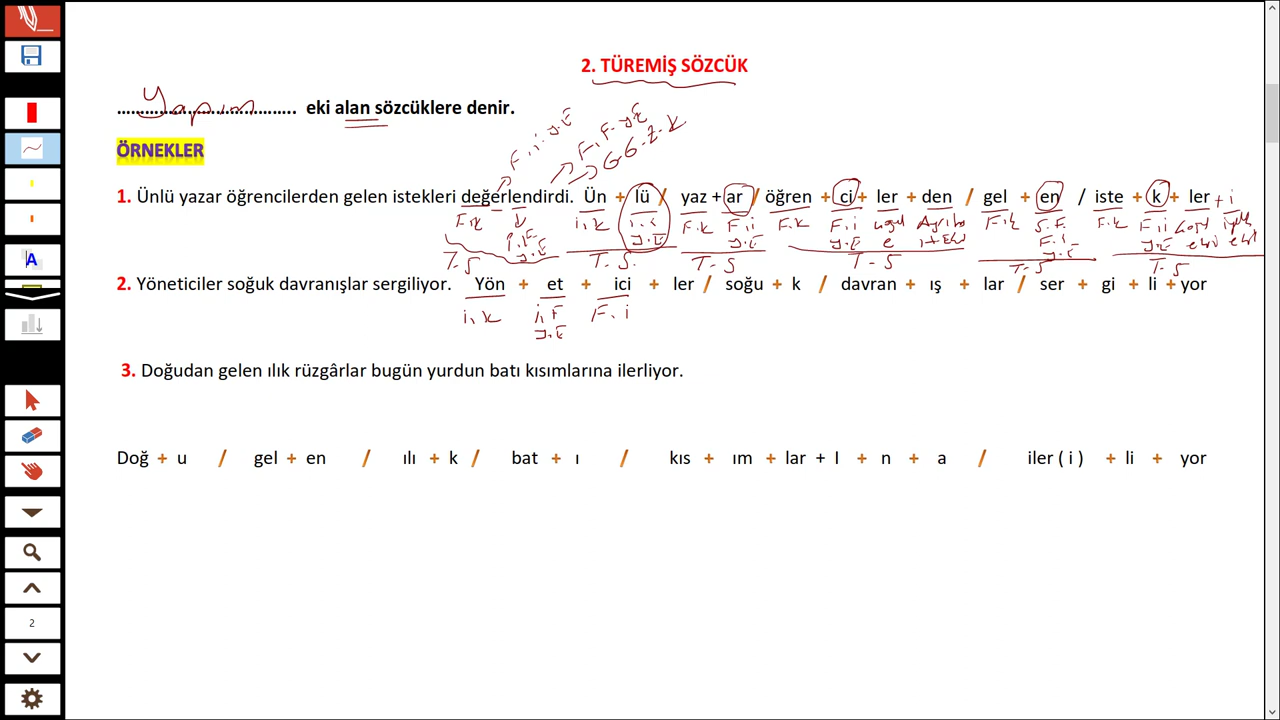 2. TÜREMİŞ SÖZCÜK
Yapım
................................... eki alan sözcüklere denir.
F. i. y. E
F. F. y E
G. G. Z. K
ÖRNEKLER
1. Ünlü yazar öğrencilerden gelen istekleri değerlendirdi. Ün + lü / yaz + ar / öğren + ci + ler + den / gel + en / iste + k + ler + i
i. k F. k F. i F. k F. i F. k S. F. F. k F. i
y. E y. E y. E F. i y. E
y. E
T-S T-S. T-S T-S T-S T-S
2. Yöneticiler soğuk davranışlar sergiliyor. Yön + et + ici + ler / soğu + k / davran + ış + lar / ser + gi + li + yor
i. k i. F F. i
y. E
3. Doğudan gelen ılık rüzgârlar bugün yurdun batı kısımlarına ilerliyor.
Doğ + u / gel + en / ılı + k / bat + ı / kıs + ım + lar + I + n + a / iler ( i ) + li + yor
A
2